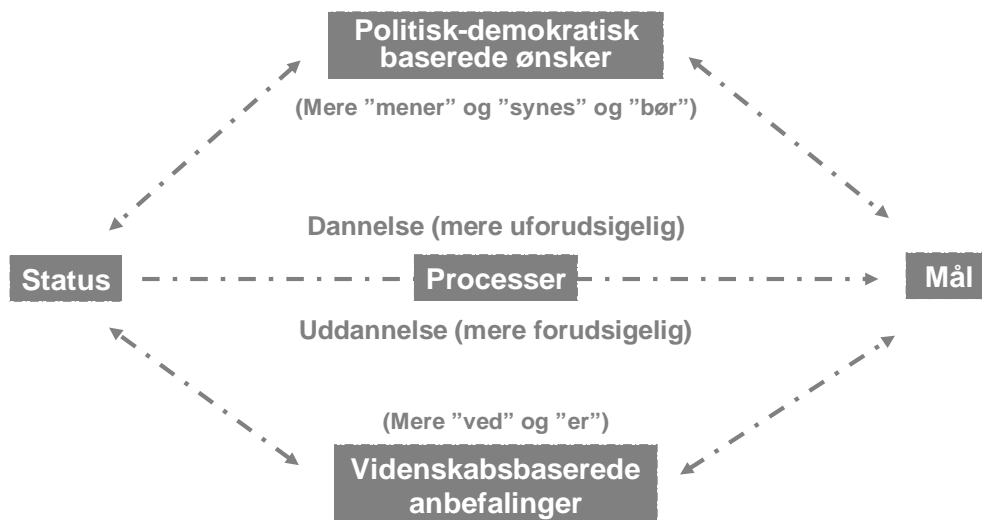 Politisk-demokratisk
baserede ønsker
(Mere ”mener” og ”synes” og ”bør”)
Dannelse (mere uforudsigelig)
Status
Processer
Mål
Uddannelse (mere forudsigelig)
(Mere ”ved” og ”er”)
Videnskabsbaserede
anbefalinger